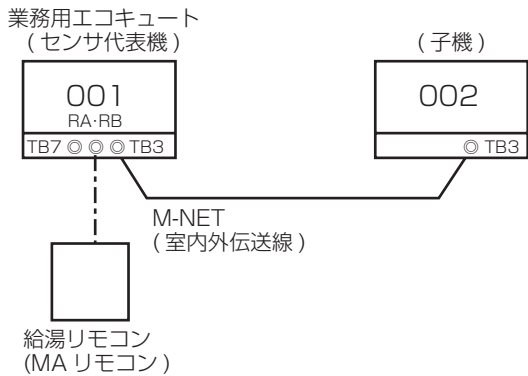 業務用エコキュート
(センサ代表機)
(子機)
001
RA･RB
TB7 ◎ ◎ ◎ TB3
002
◎ TB3
M-NET
(室内外伝送線)
給湯リモコン
(MAリモコン)